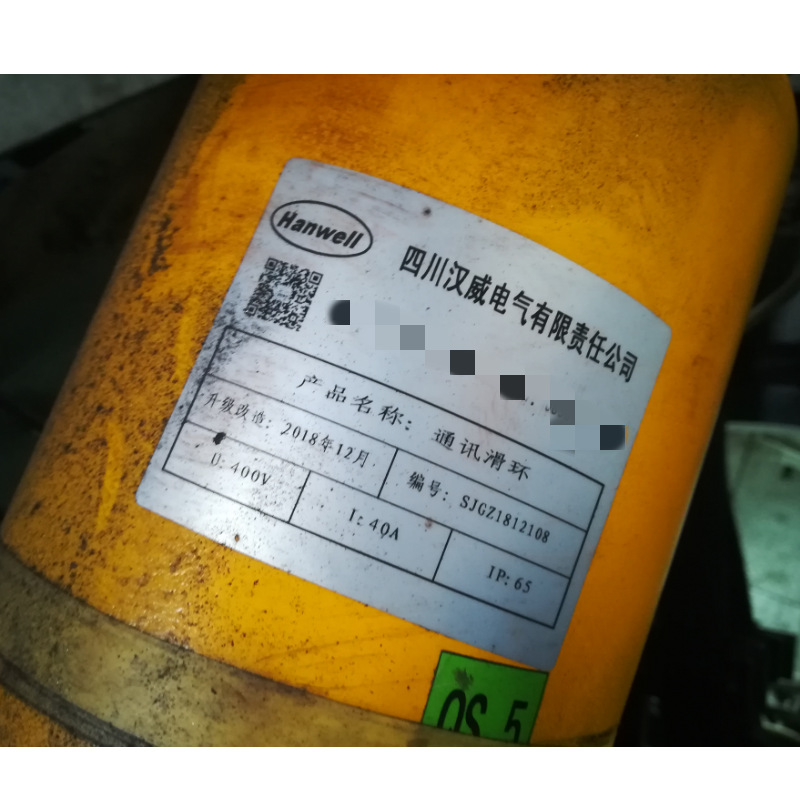 Hanwell
四川汉威电气有限责任公司
产品名称: 通讯滑环
升级改造: 2018年12月 编号: SJGZ1812108
U: 400V I: 40A IP: 65
QS 5